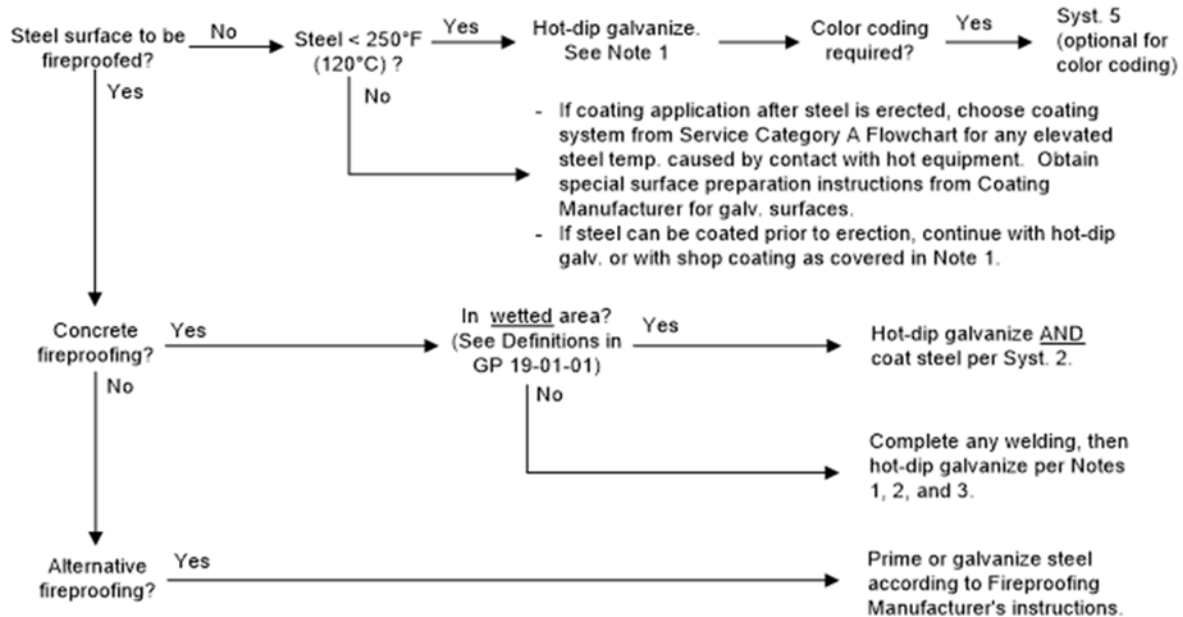 Steel surface to be
fireproofed?
No
Steel < 250°F
(120°C) ?
Yes
Hot-dip galvanize.
See Note 1
Color coding
required?
Yes
Syst. 5
(optional for
color coding)
Yes
No
- If coating application after steel is erected, choose coating
system from Service Category A Flowchart for any elevated
steel temp. caused by contact with hot equipment. Obtain
special surface preparation instructions from Coating
Manufacturer for galv. surfaces.
- If steel can be coated prior to erection, continue with hot-dip
galv. or with shop coating as covered in Note 1.
Concrete
fireproofing?
Yes
In wetted area?
(See Definitions in
GP 19-01-01)
Yes
Hot-dip galvanize AND
coat steel per Syst. 2.
No
No
Complete any welding, then
hot-dip galvanize per Notes
1, 2, and 3.
Alternative
fireproofing?
Yes
Prime or galvanize steel
according to Fireproofing
Manufacturer's instructions.